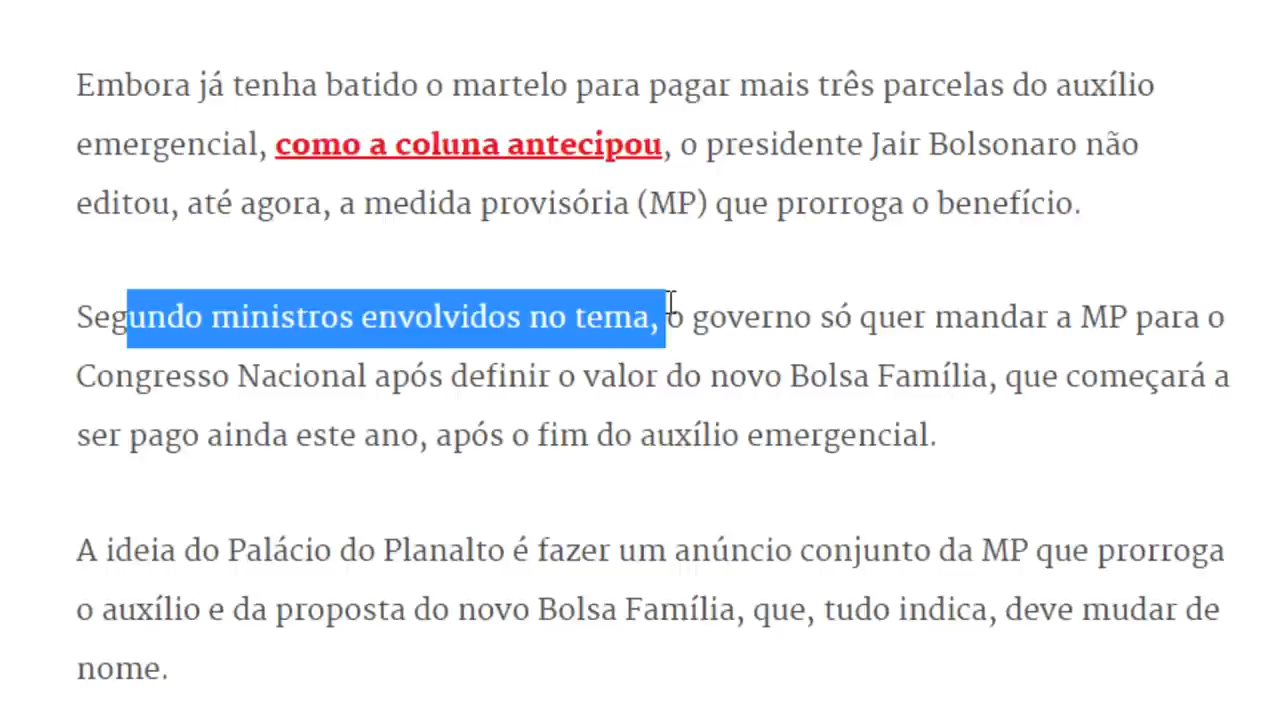 Embora já tenha batido o martelo para pagar mais três parcelas do auxílio
emergencial, como a coluna antecipou, o presidente Jair Bolsonaro não
editou, até agora, a medida provisória (MP) que prorroga o benefício.
Segundo ministros envolvidos no tema, o governo só quer mandar a MP para o
Congresso Nacional após definir o valor do novo Bolsa Família, que começará a
ser pago ainda este ano, após o fim do auxílio emergencial.
A ideia do Palácio do Planalto é fazer um anúncio conjunto da MP que prorroga
o auxílio e da proposta do novo Bolsa Família, que, tudo indica, deve mudar de
nome.